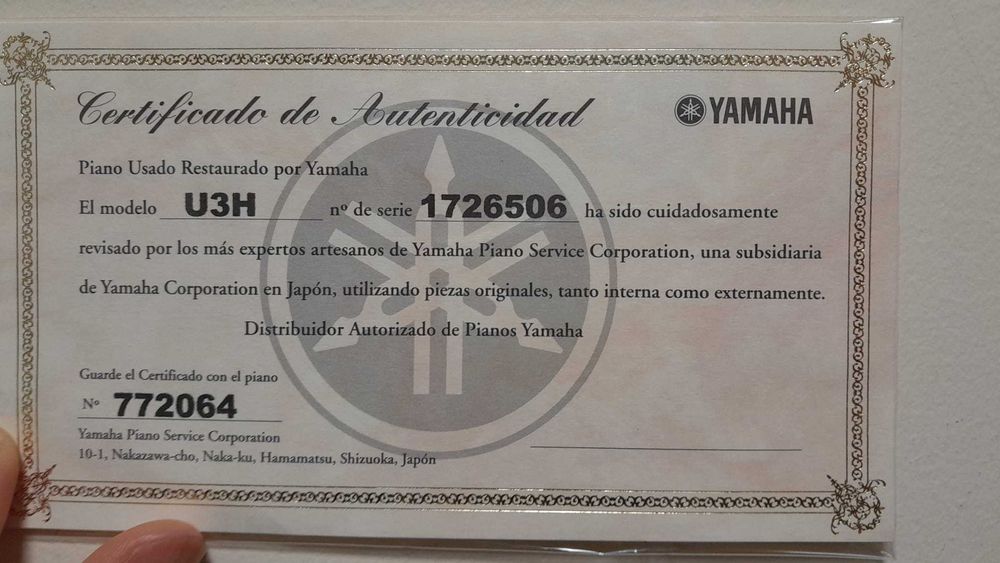 Certificado de Autenticidad
YAMAHA
Piano Usado Restaurado por Yamaha
El modelo U3H nº de serie 1726506 ha sido cuidadosamente
revisado por los más expertos artesanos de Yamaha Piano Service Corporation, una subsidiaria
de Yamaha Corporation en Japón, utilizando piezas originales, tanto interna como externamente.
Distribuidor Autorizado de Pianos Yamaha
Guarde el Certificado con el piano
Nº 772064
Yamaha Piano Service Corporation
10-1, Nakazawa-cho, Naka-ku, Hamamatsu, Shizuoka, Japón